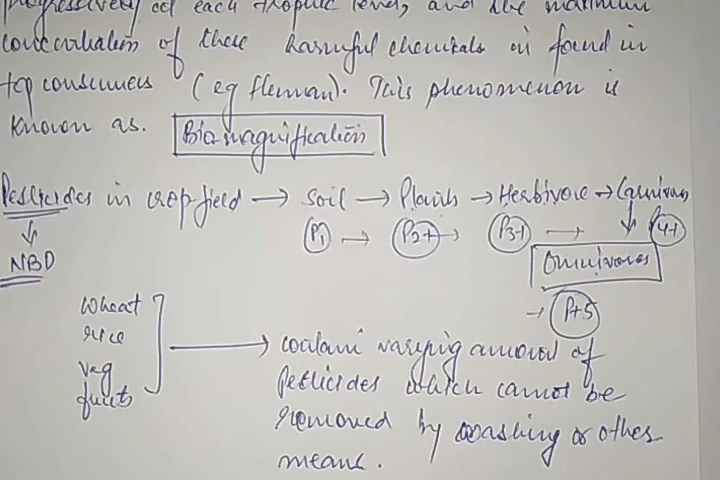 progressively at each trophic level, and the maximum
concentration of these harmful chemicals in found in
top consumers (eg Human). This phenomenon is
known as. Biomagnification
Pesticides in crop field → Soil → Plants → Herbivore → Carnivores
P1 → P2+ → P3+ → P4+
NBD
Omnivores
→ P+5
wheat
rice
veg
fruits
→ contain varying amount of
pesticides which cannot be
removed by washing or other
means.